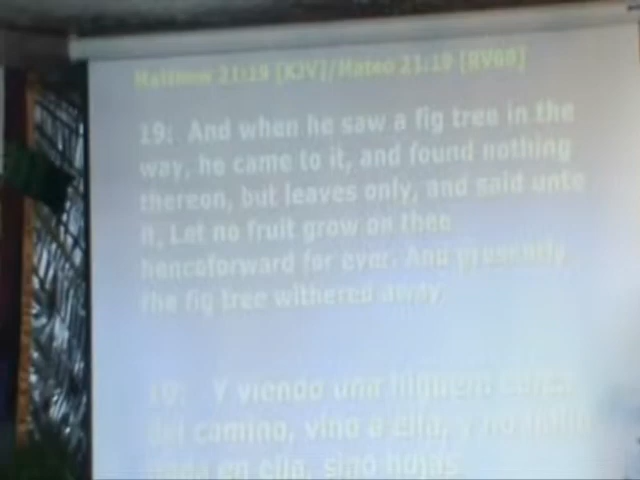 Matthew 21:19 [KJV]/Mateo 21:19 [RV60]
19: And when he saw a fig tree in the
way, he came to it, and found nothing
thereon, but leaves only, and said unto
it, Let no fruit grow on thee
henceforward for ever. And presently
the fig tree withered away.
19: Y viendo una higuera cerca
del camino, vino a ella, y no halló
nada en ella, sino hojas